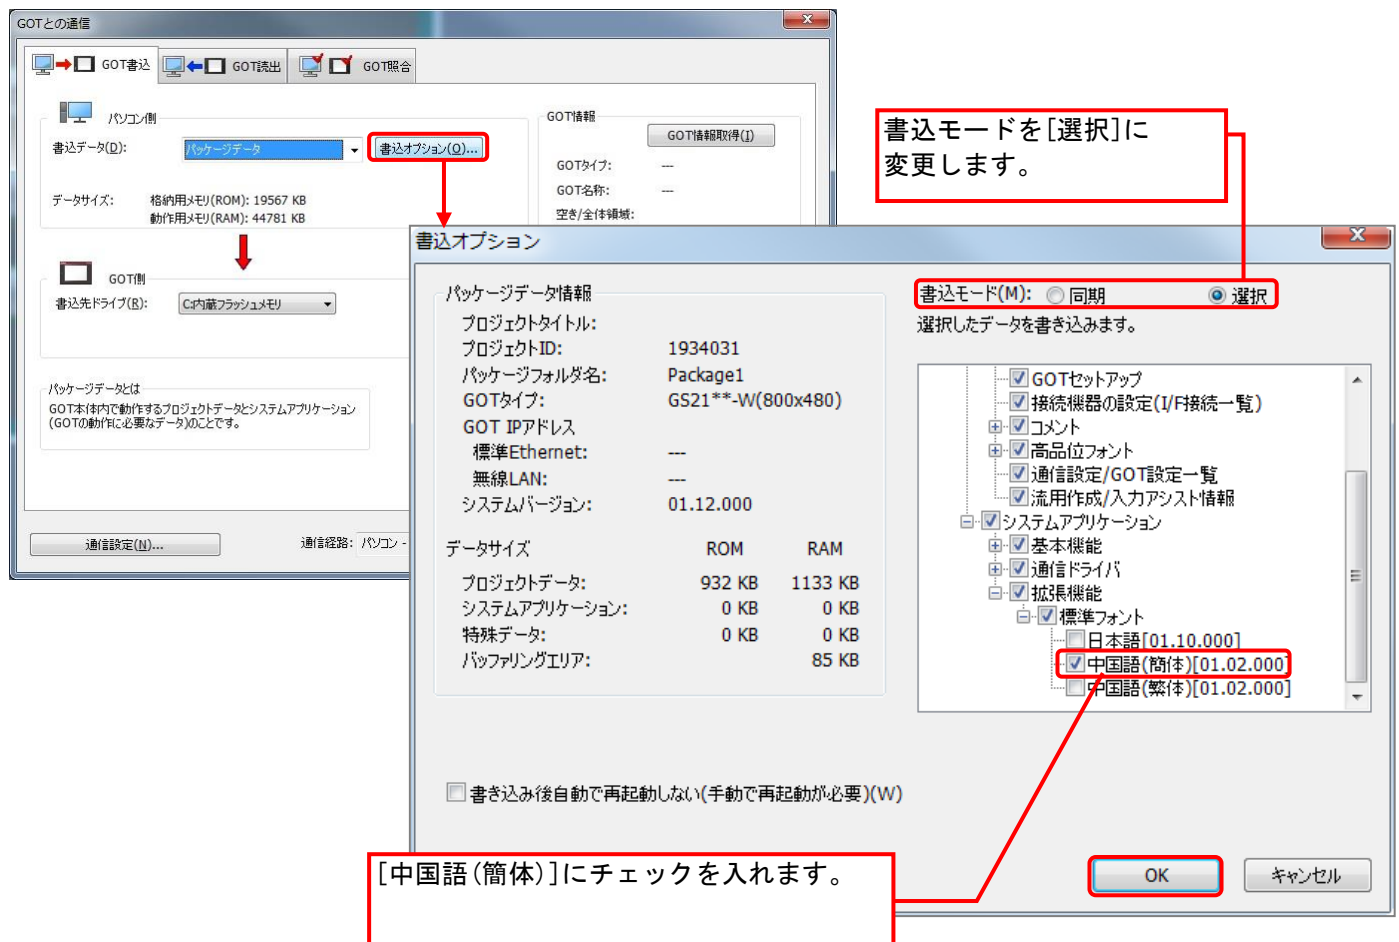 GOTとの通信
GOT書込
GOT読出
GOT照合
パソコン側
書込データ(D):
パッケージデータ
書込オプション(O)...
データサイズ:
格納用メモリ(ROM): 19567 KB
動作用メモリ(RAM): 44781 KB
GOT情報
GOT情報取得(I)
GOTタイプ: ---
GOT名称: ---
空き/全体領域:
GOT側
書込先ドライブ(R):
C:内蔵フラッシュメモリ
パッケージデータとは
GOT本体内で動作するプロジェクトデータとシステムアプリケーション
(GOTの動作に必要なデータ)のことです。
通信設定(N)...
通信経路: パソコン -
書込モードを[選択]に
変更します。
書込オプション
パッケージデータ情報
プロジェクトタイトル:
プロジェクトID: 1934031
パッケージフォルダ名: Package1
GOTタイプ: GS21**-W(800x480)
GOT IPアドレス
標準Ethernet: ---
無線LAN: ---
システムバージョン: 01.12.000
データサイズ ROM RAM
プロジェクトデータ: 932 KB 1133 KB
システムアプリケーション: 0 KB 0 KB
特殊データ: 0 KB 0 KB
バッファリングエリア: 85 KB
書込モード(M): 同期 選択
選択したデータを書き込みます。
GOTセットアップ
接続機器の設定(I/F接続一覧)
コメント
高品位フォント
通信設定/GOT設定一覧
流用作成/入力アシスト情報
システムアプリケーション
基本機能
通信ドライバ
拡張機能
標準フォント
日本語[01.10.000]
中国語(簡体)[01.02.000]
中国語(繁体)[01.02.000]
書き込み後自動で再起動しない(手動で再起動が必要)(W)
[中国語(簡体)]にチェックを入れます。
OK
キャンセル